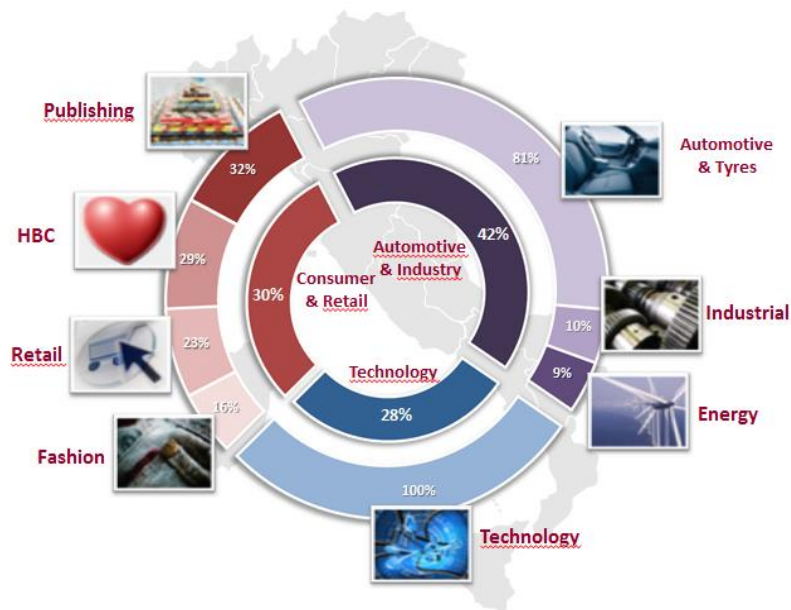 Publishing
32%
81%
Automotive
& Tyres
HBC
29%
42%
Automotive
& Industry
Consumer
& Retail
30%
Industrial
10%
Retail
23%
9%
Technology
16%
28%
Energy
Fashion
100%
Technology